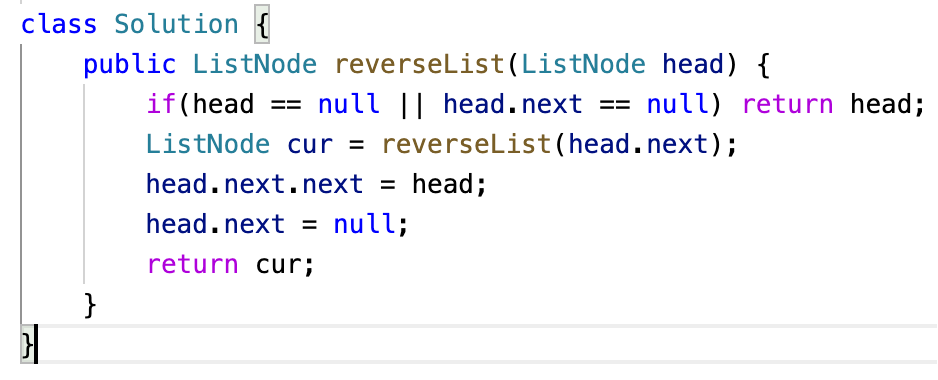 class Solution {
    public ListNode reverseList(ListNode head) {
        if(head == null || head.next == null) return head;
        ListNode cur = reverseList(head.next);
        head.next.next = head;
        head.next = null;
        return cur;
    }
}